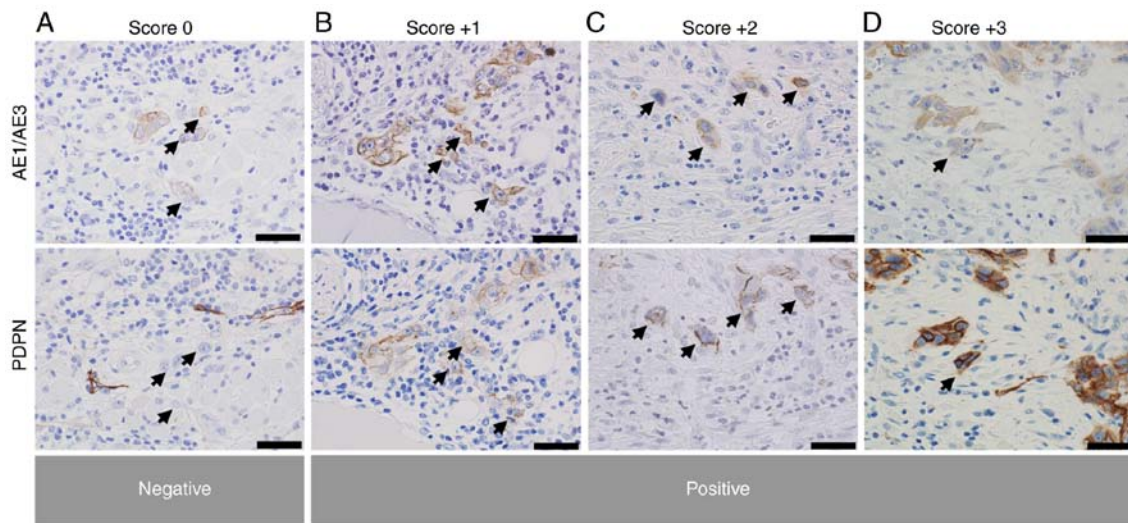 A Score 0 B Score +1 C Score +2 D Score +3
AE1/AE3
PDPN
Negative Positive